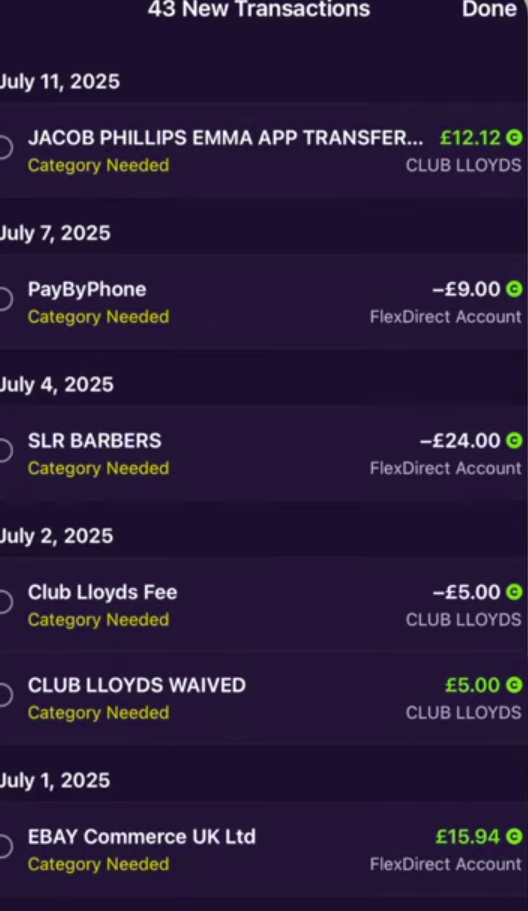 43 New Transactions Done
July 11, 2025
JACOB PHILLIPS EMMA APP TRANSFER... £12.12 C
Category Needed CLUB LLOYDS
July 7, 2025
PayByPhone −£9.00 C
Category Needed FlexDirect Account
July 4, 2025
SLR BARBERS −£24.00 C
Category Needed FlexDirect Account
July 2, 2025
Club Lloyds Fee −£5.00 C
Category Needed CLUB LLOYDS
CLUB LLOYDS WAIVED £5.00 C
Category Needed CLUB LLOYDS
July 1, 2025
EBAY Commerce UK Ltd £15.94 C
Category Needed FlexDirect Account